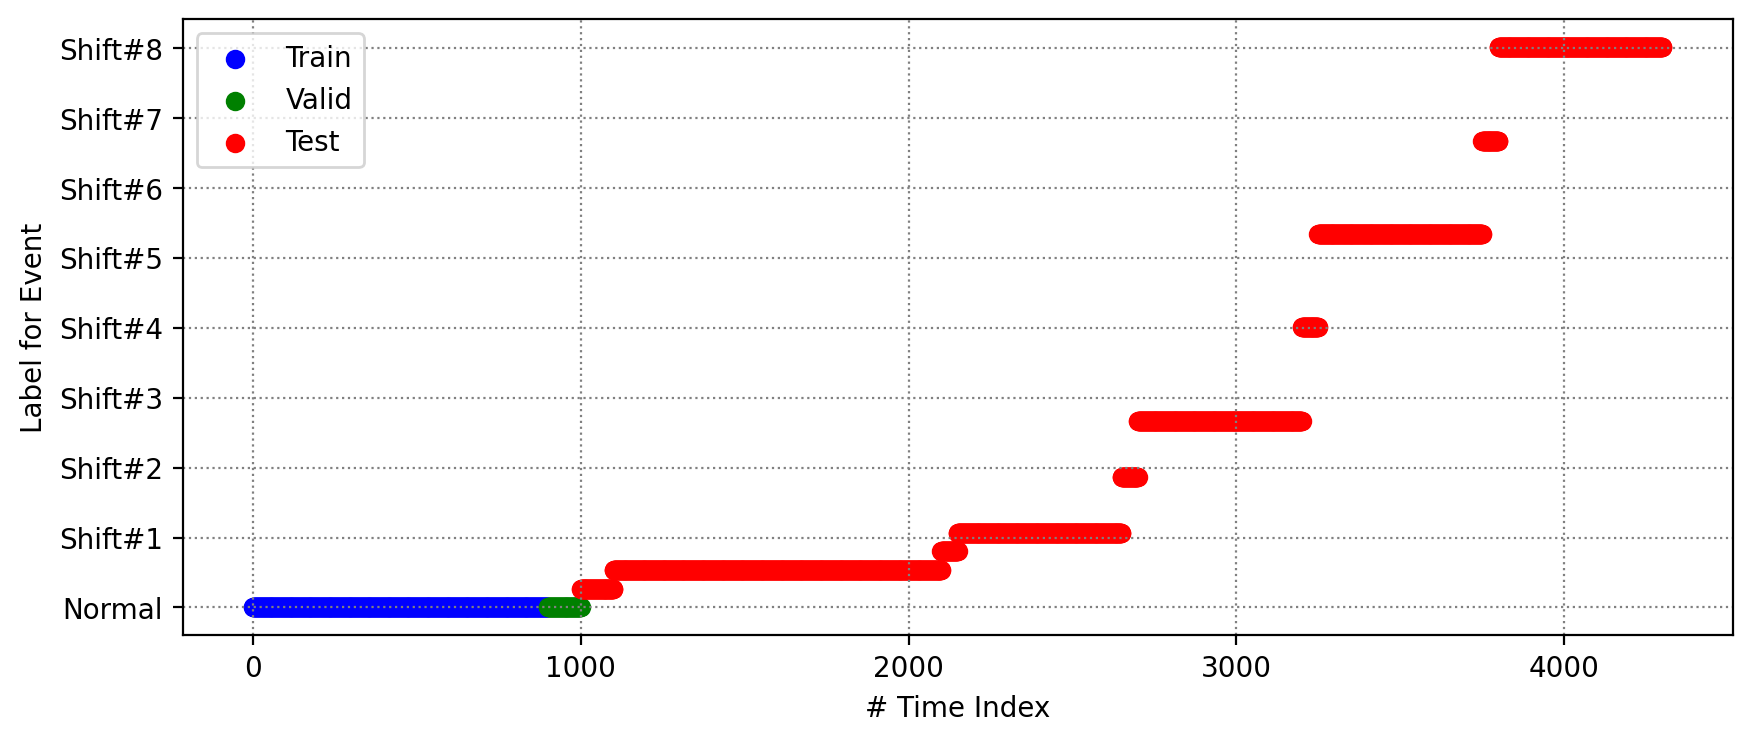 Shift#8
Shift#7
Shift#6
Shift#5
Shift#4
Shift#3
Shift#2
Shift#1
Normal
Label for Event
Train
Valid
Test
0 1000 2000 3000 4000
# Time Index